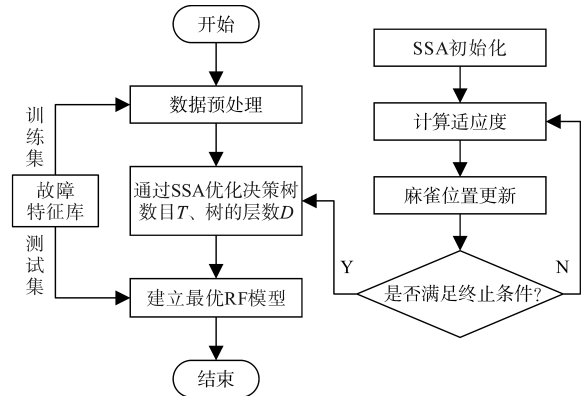 开始
数据预处理
训练集
故障
特征库
测试集
通过SSA优化决策树
数目T、树的层数D
建立最优RF模型
结束
SSA初始化
计算适应度
麻雀位置更新
是否满足终止条件?
Y
N